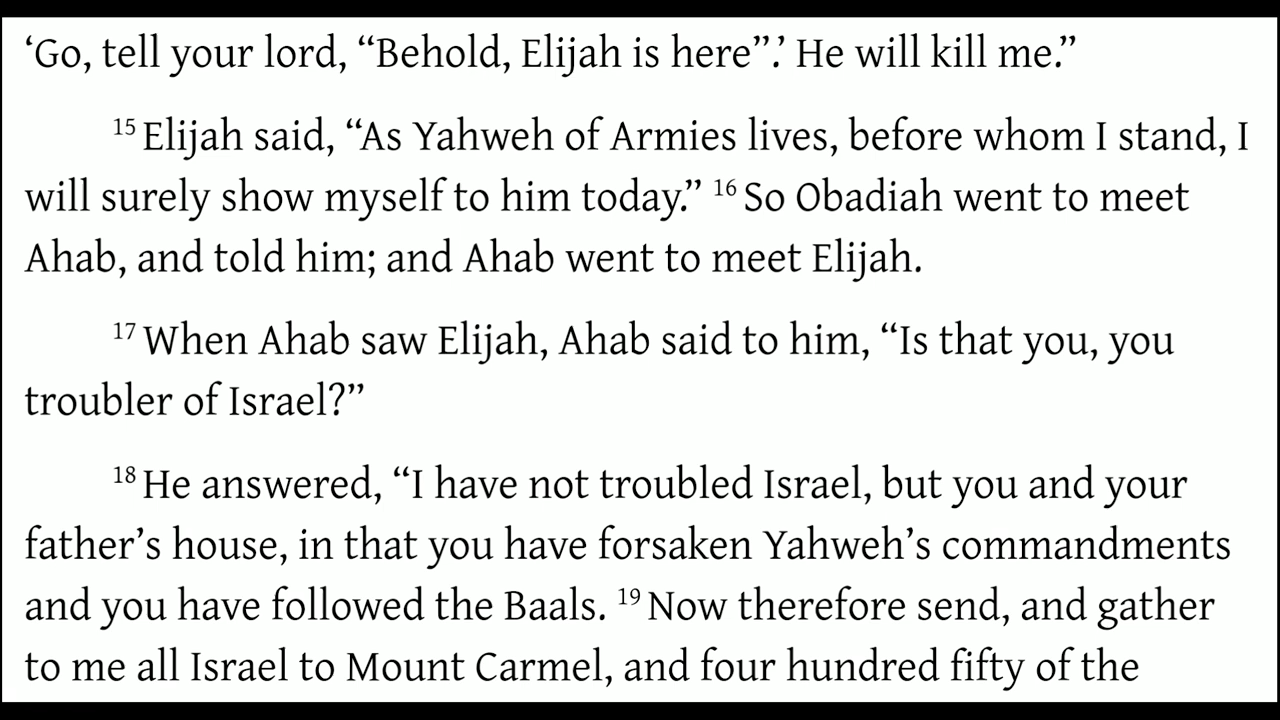 ‘Go, tell your lord, “Behold, Elijah is here”.’ He will kill me.”
15 Elijah said, “As Yahweh of Armies lives, before whom I stand, I
will surely show myself to him today.” 16 So Obadiah went to meet
Ahab, and told him; and Ahab went to meet Elijah.
17 When Ahab saw Elijah, Ahab said to him, “Is that you, you
troubler of Israel?”
18 He answered, “I have not troubled Israel, but you and your
father’s house, in that you have forsaken Yahweh’s commandments
and you have followed the Baals. 19 Now therefore send, and gather
to me all Israel to Mount Carmel, and four hundred fifty of the